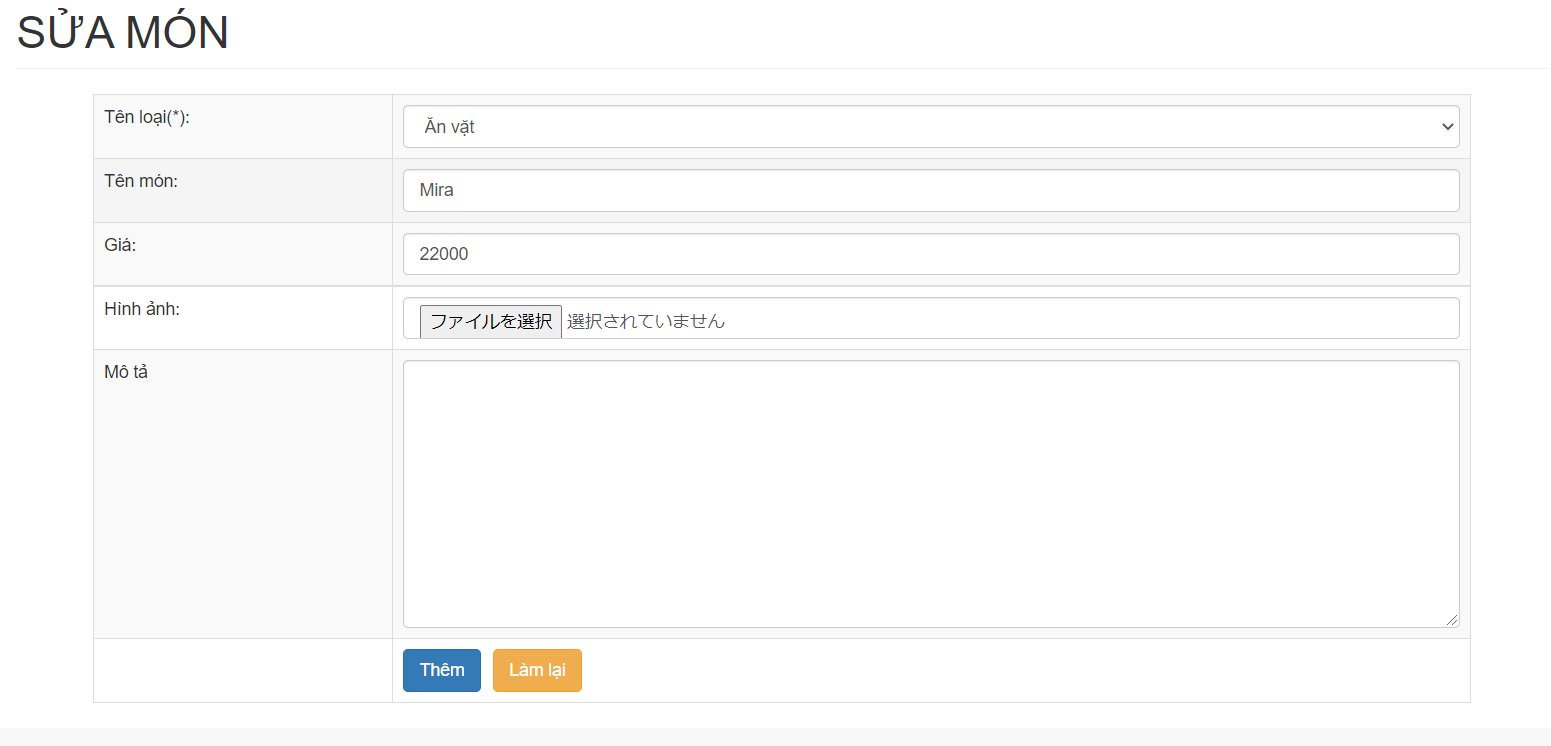 SỬA MÓN
Tên loại(*):
Ăn vặt
Tên món:
Mira
Giá:
22000
Hình ảnh:
ファイルを選択 選択されていません
Mô tả
Thêm Làm lại